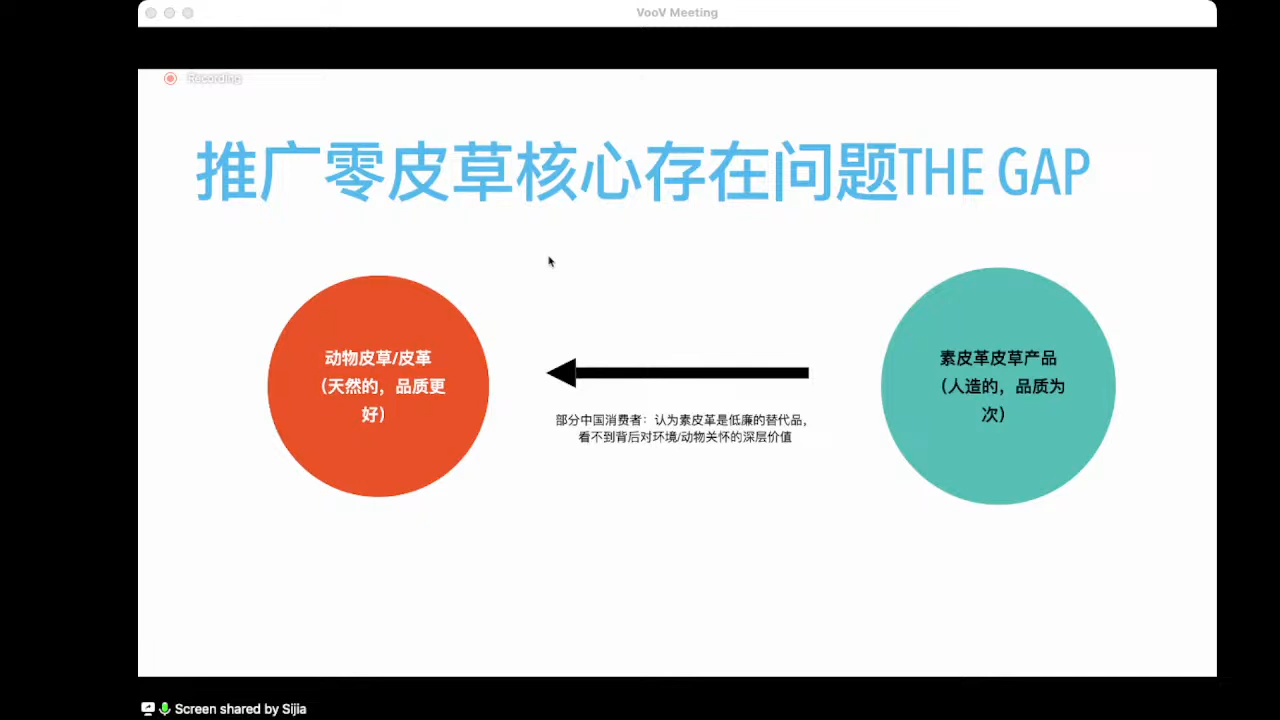 VooV Meeting
Recording
推广零皮草核心存在问题THE GAP
动物皮草/皮革
（天然的，品质更
好）
部分中国消费者：认为素皮革是低廉的替代品，
看不到背后对环境/动物关怀的深层价值
素皮革皮草产品
（人造的，品质为
次）
Screen shared by Sijia